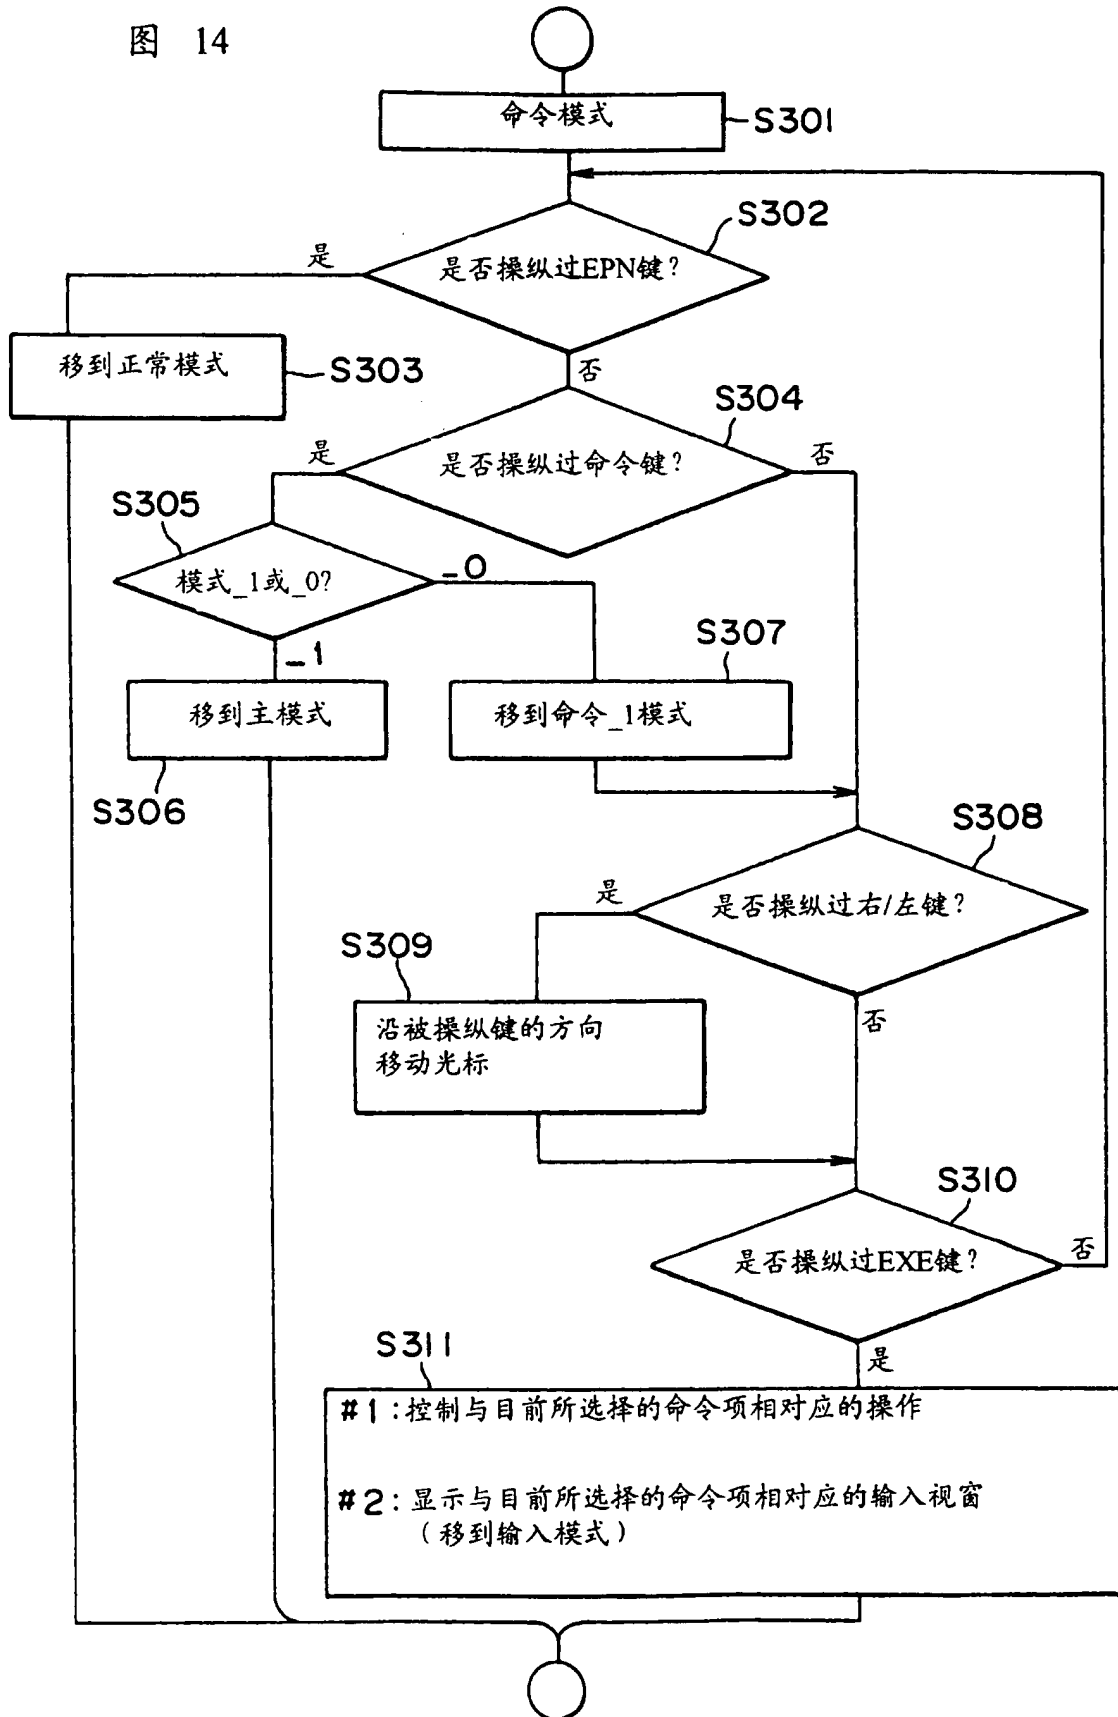 图 14
命令模式
S301
S302
是否操纵过EPN键?
是
否
移到正常模式
S303
S304
是否操纵过命令键?
是
否
S305
模式_1或_0?
_0
_1
S307
移到主模式
移到命令_1模式
S306
S308
是否操纵过右/左键?
是
否
S309
沿被操纵键的方向
移动光标
S310
是否操纵过EXE键?
否
是
S311
#1:控制与目前所选择的命令项相对应的操作
#2:显示与目前所选择的命令项相对应的输入视窗
(移到输入模式)